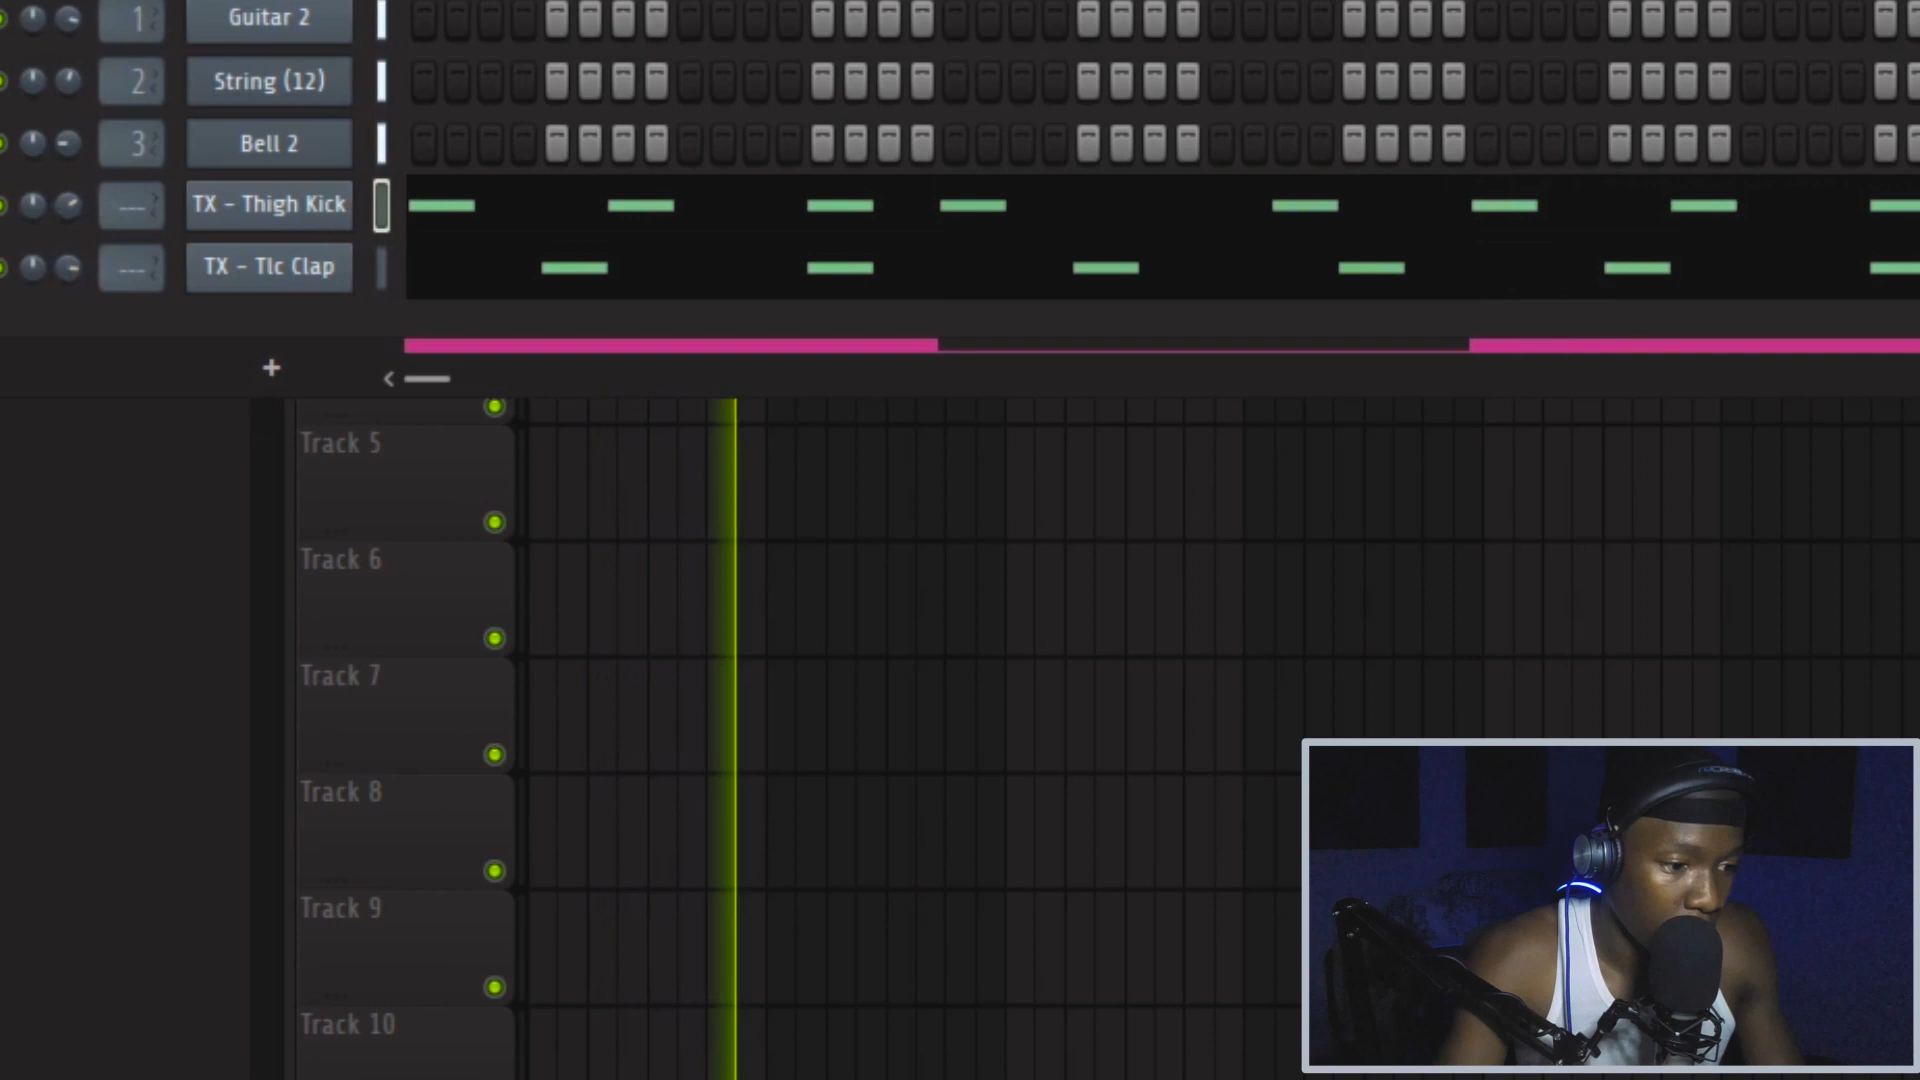 1 Guitar 2
2 String (12)
3 Bell 2
--- TX - Thigh Kick
--- TX - Tlc Clap
+
Track 5
Track 6
Track 7
Track 8
Track 9
Track 10